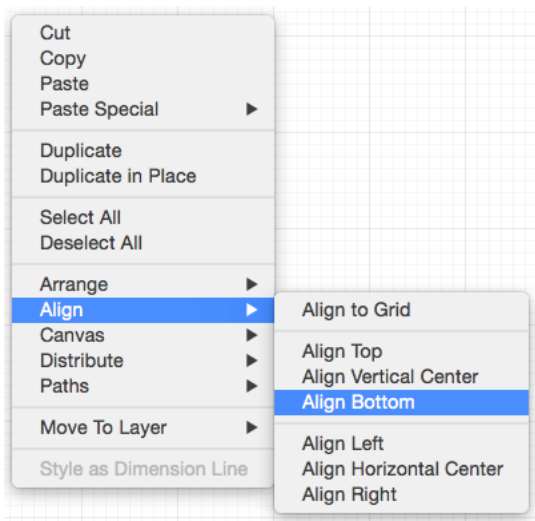 Cut
Copy
Paste
Paste Special
Duplicate
Duplicate in Place
Select All
Deselect All
Arrange
Align
Canvas
Distribute
Paths
Move To Layer
Style as Dimension Line
Align to Grid
Align Top
Align Vertical Center
Align Bottom
Align Left
Align Horizontal Center
Align Right